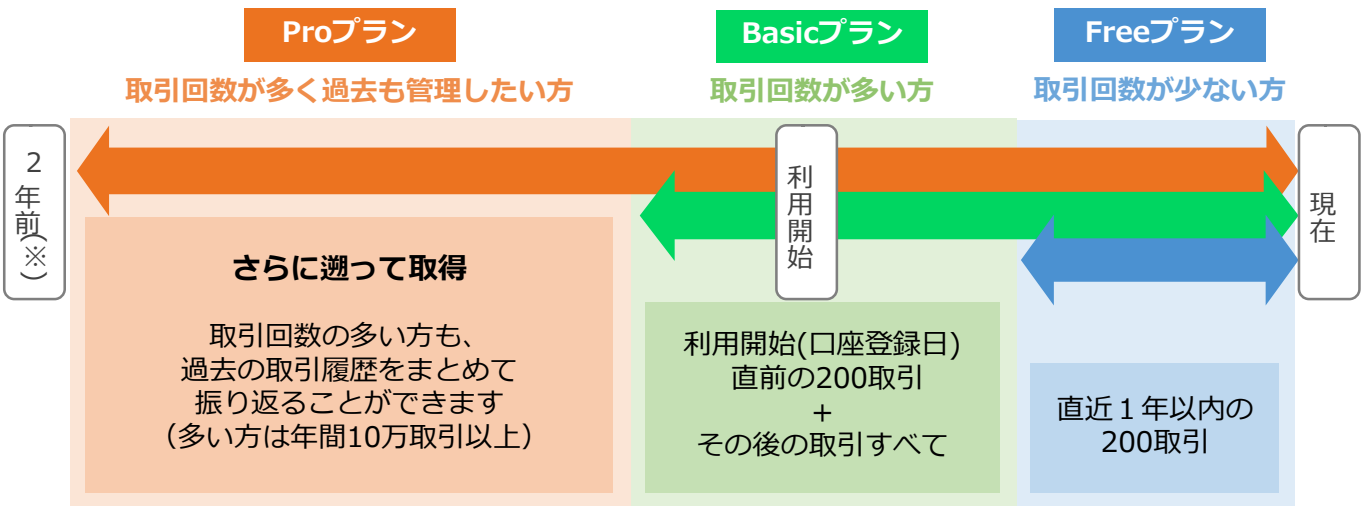 Proプラン
Basicプラン
Freeプラン
取引回数が多く過去も管理したい方
取引回数が多い方
取引回数が少ない方
2年前(※)
利用開始
現在
さらに遡って取得
取引回数の多い方も、
過去の取引履歴をまとめて
振り返ることができます
（多い方は年間10万取引以上）
利用開始(口座登録日)
直前の200取引
+
その後の取引すべて
直近１年以内の
200取引